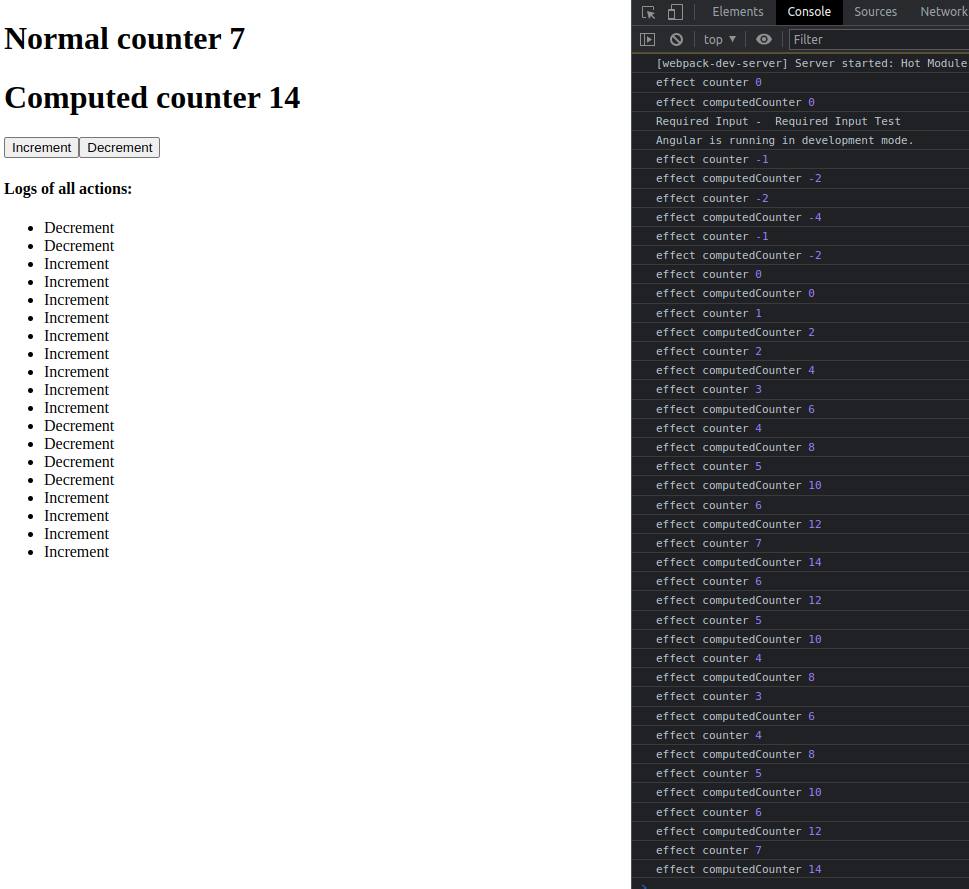 Normal counter 7
Computed counter 14
Increment Decrement
Logs of all actions:
Decrement
Decrement
Increment
Increment
Increment
Increment
Increment
Increment
Increment
Increment
Increment
Decrement
Decrement
Decrement
Decrement
Increment
Increment
Increment
Increment
Elements Console Sources Network
top Filter
[webpack-dev-server] Server started: Hot Module
effect counter 0
effect computedCounter 0
Required Input - Required Input Test
Angular is running in development mode.
effect counter -1
effect computedCounter -2
effect counter -2
effect computedCounter -4
effect counter -1
effect computedCounter -2
effect counter 0
effect computedCounter 0
effect counter 1
effect computedCounter 2
effect counter 2
effect computedCounter 4
effect counter 3
effect computedCounter 6
effect counter 4
effect computedCounter 8
effect counter 5
effect computedCounter 10
effect counter 6
effect computedCounter 12
effect counter 7
effect computedCounter 14
effect counter 6
effect computedCounter 12
effect counter 5
effect computedCounter 10
effect counter 4
effect computedCounter 8
effect counter 3
effect computedCounter 6
effect counter 4
effect computedCounter 8
effect counter 5
effect computedCounter 10
effect counter 6
effect computedCounter 12
effect counter 7
effect computedCounter 14